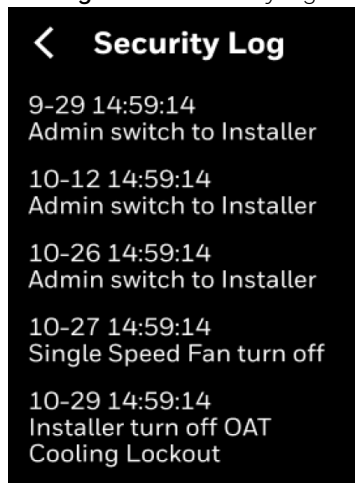 Security Log
9-29 14:59:14
Admin switch to Installer
10-12 14:59:14
Admin switch to Installer
10-26 14:59:14
Admin switch to Installer
10-27 14:59:14
Single Speed Fan turn off
10-29 14:59:14
Installer turn off OAT
Cooling Lockout